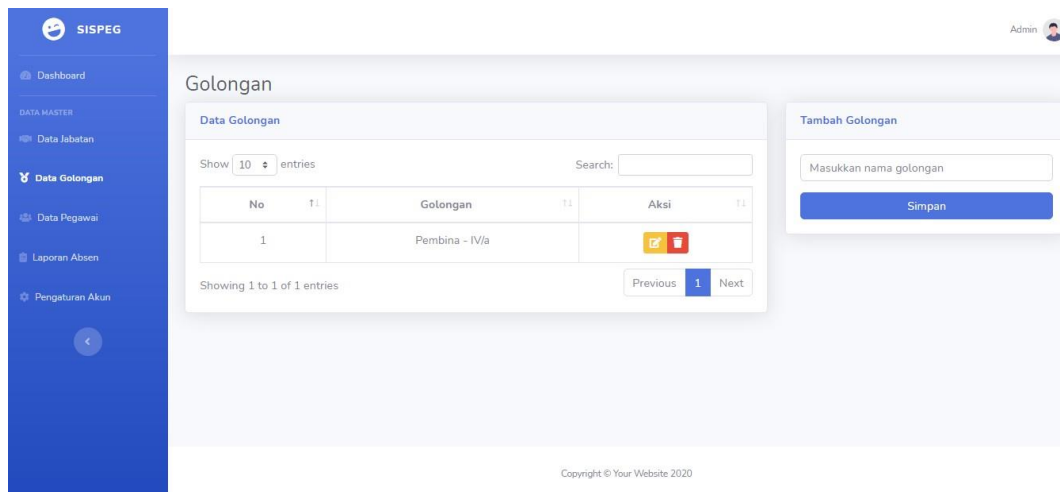 SISPEG
Admin
Dashboard
DATA MASTER
Data Jabatan
Data Golongan
Data Pegawai
Laporan Absen
Pengaturan Akun
Golongan
Data Golongan
Show 10 entries
Search:
No Golongan Aksi
1 Pembina - IV/a
Showing 1 to 1 of 1 entries
Previous 1 Next
Tambah Golongan
Masukkan nama golongan
Simpan
Copyright © Your Website 2020